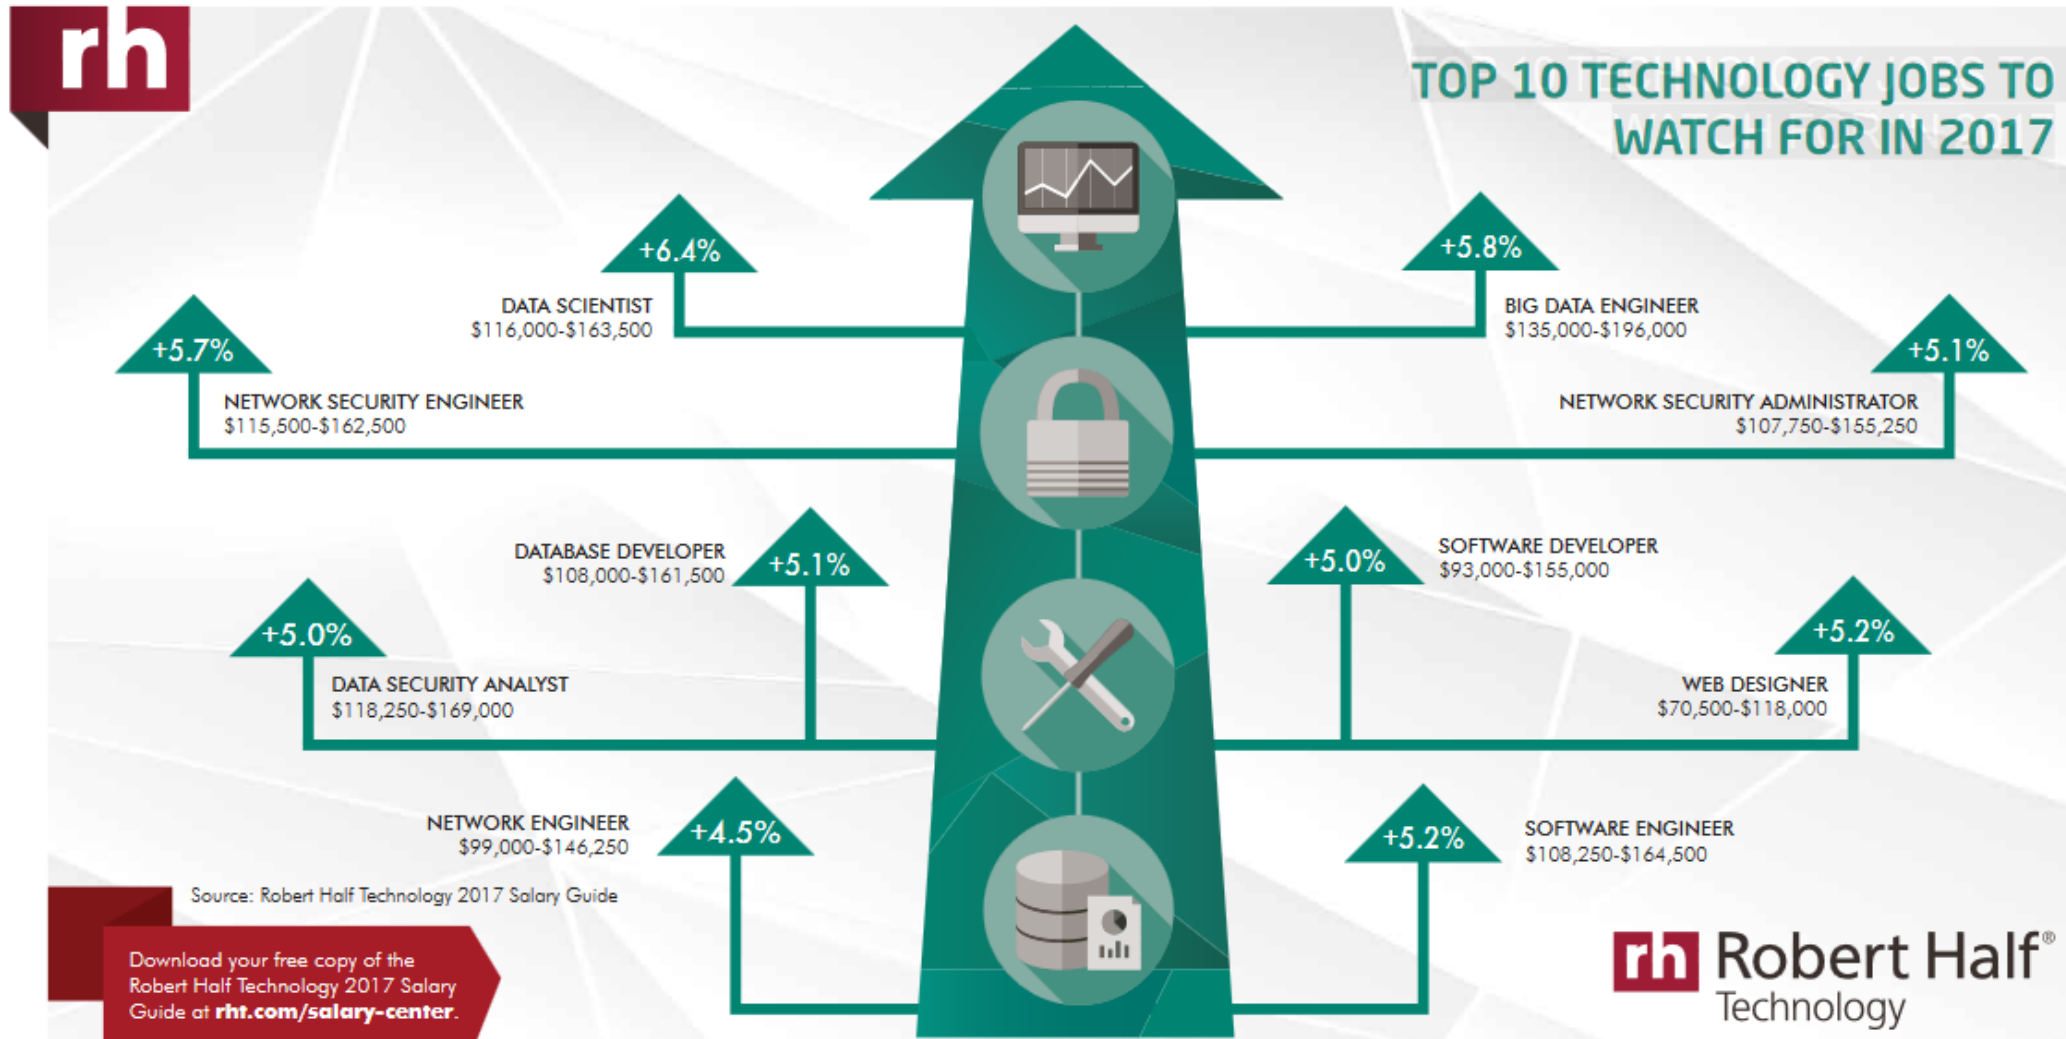 rh
TOP 10 TECHNOLOGY JOBS TO
WATCH FOR IN 2017
+6.4%
DATA SCIENTIST
$116,000-$163,500
+5.8%
BIG DATA ENGINEER
$135,000-$196,000
+5.7%
NETWORK SECURITY ENGINEER
$115,500-$162,500
+5.1%
NETWORK SECURITY ADMINISTRATOR
$107,750-$155,250
DATABASE DEVELOPER
$108,000-$161,500
+5.1%
+5.0%
SOFTWARE DEVELOPER
$93,000-$155,000
+5.0%
DATA SECURITY ANALYST
$118,250-$169,000
+5.2%
WEB DESIGNER
$70,500-$118,000
NETWORK ENGINEER
$99,000-$146,250
+4.5%
+5.2%
SOFTWARE ENGINEER
$108,250-$164,500
Source: Robert Half Technology 2017 Salary Guide
Download your free copy of the
Robert Half Technology 2017 Salary
Guide at rht.com/salary-center.
rh Robert Half®
Technology